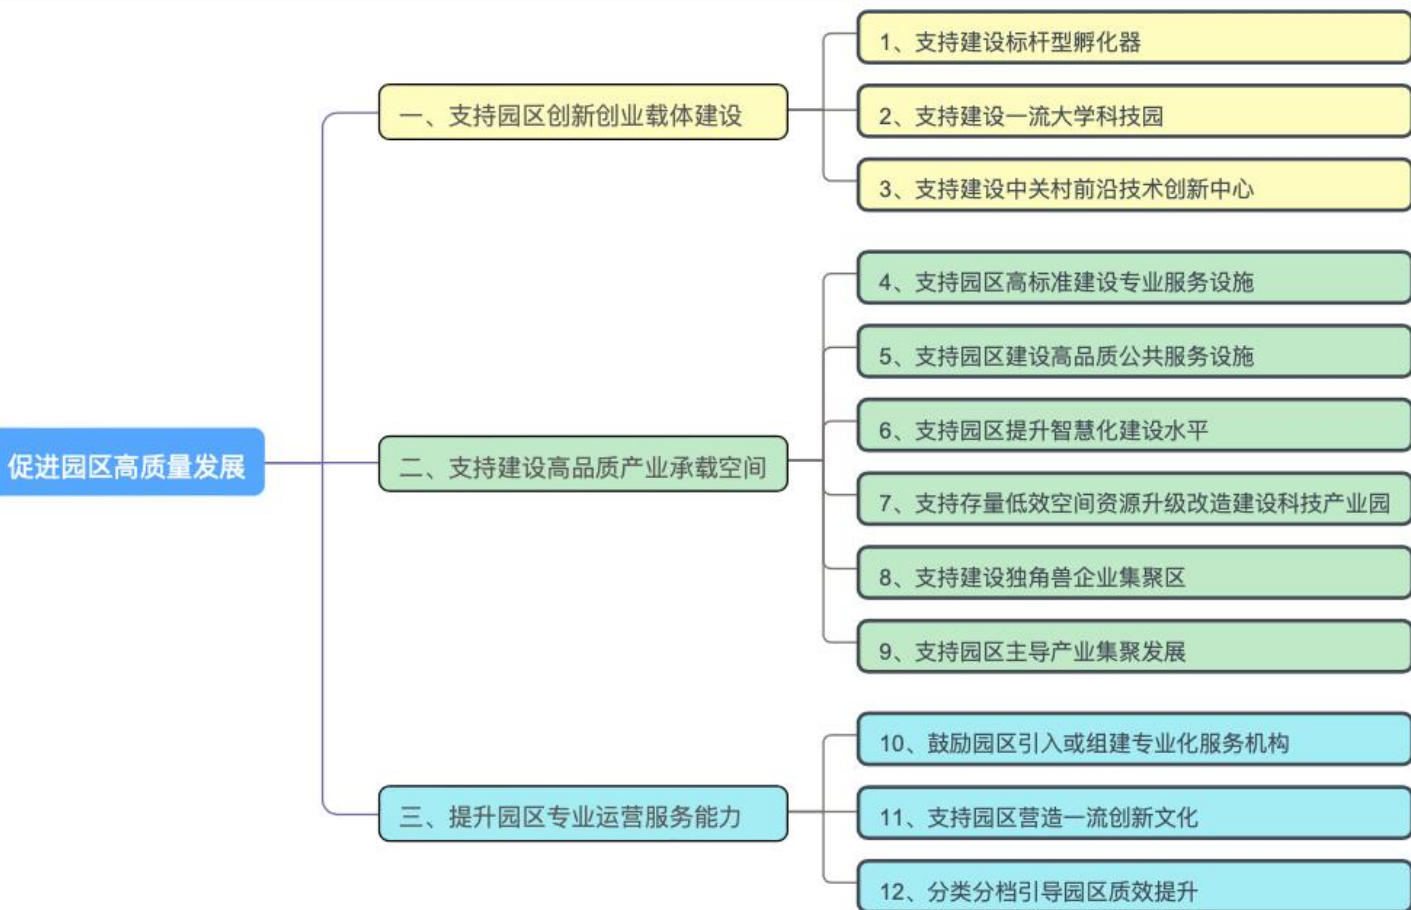 促进园区高质量发展
一、支持园区创新创业载体建设
1、支持建设标杆型孵化器
2、支持建设一流大学科技园
3、支持建设中关村前沿技术创新中心
二、支持建设高品质产业承载空间
4、支持园区高标准建设专业服务设施
5、支持园区建设高品质公共服务设施
6、支持园区提升智慧化建设水平
7、支持存量低效空间资源升级改造建设科技产业园
8、支持建设独角兽企业集聚区
9、支持园区主导产业集聚发展
三、提升园区专业运营服务能力
10、鼓励园区引入或组建专业化服务机构
11、支持园区营造一流创新文化
12、分类分档引导园区质效提升